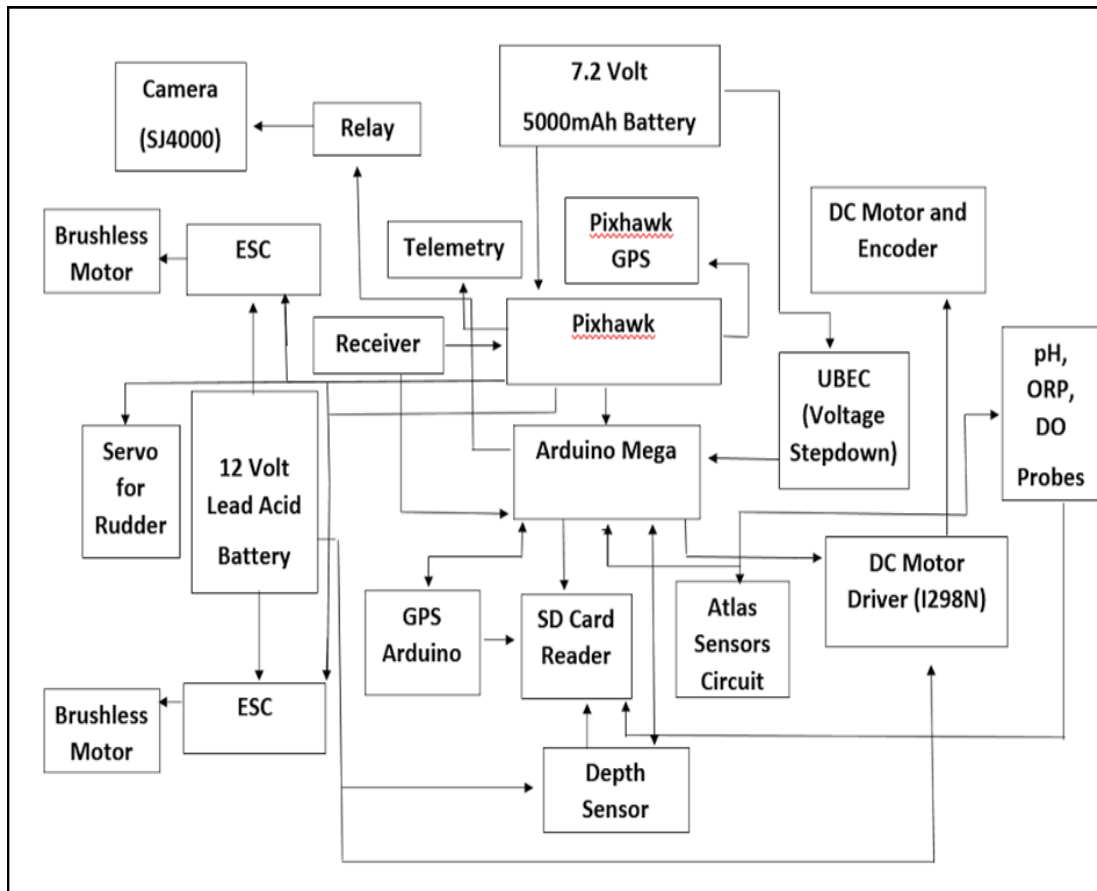 7.2 Volt
5000mAh Battery
Camera
(SJ4000)
Relay
Brushless
Motor
ESC
Telemetry
Pixhawk
GPS
DC Motor and
Encoder
Receiver
Pixhawk
UBEC
(Voltage
Stepdown)
pH,
ORP,
DO
Probes
Servo
for
Rudder
12 Volt
Lead Acid
Battery
Arduino Mega
GPS
Arduino
SD Card
Reader
Atlas
Sensors
Circuit
DC Motor
Driver (I298N)
Brushless
Motor
ESC
Depth
Sensor